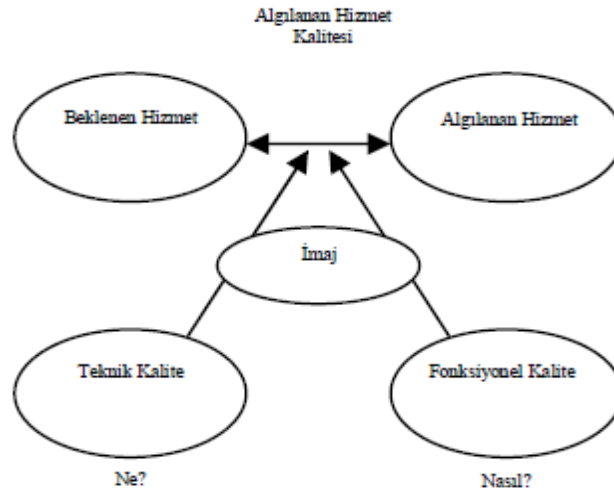 Algılanan Hizmet
Kalitesi
Beklenen Hizmet
Algılanan Hizmet
İmaj
Teknik Kalite
Fonksiyonel Kalite
Ne?
Nasıl?